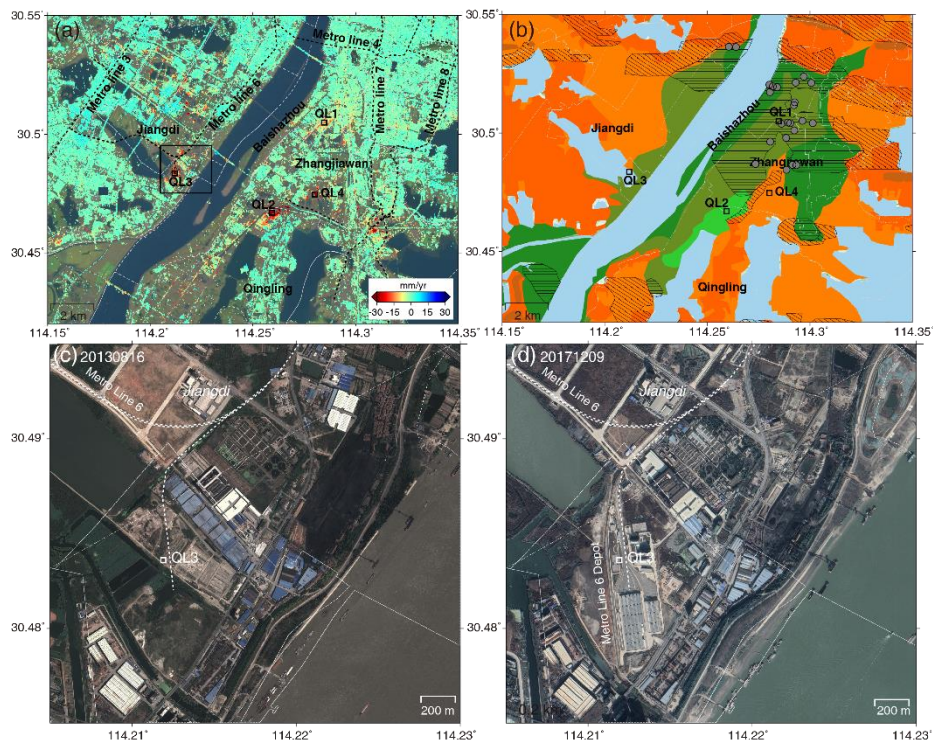 (a)
Metro line 4
Metro line 3
Metro line 6
Metro line 7
Metro line 8
Jiangdi
Baishazhou
QL1
Zhangjiawan
QL3
QL4
QL2
Qingling
mm/yr
-30 -15 0 15 30
2 km
114.15˚ 114.2˚ 114.25˚ 114.3˚ 114.35˚
30.55˚
30.5˚
30.45˚
(b)
Jiangdi
Baishazhou
QL1
Zhangjiawan
QL3
QL4
QL2
Qingling
2 km
114.15˚ 114.2˚ 114.25˚ 114.3˚ 114.35˚
30.55˚
30.5˚
30.45˚
(c) 20130816
Metro Line 6
Jiangdi
QL3
200 m
30.49˚
30.48˚
114.21˚ 114.22˚ 114.23˚
(d) 20171209
Metro Line 6
Jiangdi
QL3
Metro Line 6 Depot
200 m
30.49˚
30.48˚
114.21˚ 114.22˚ 114.23˚